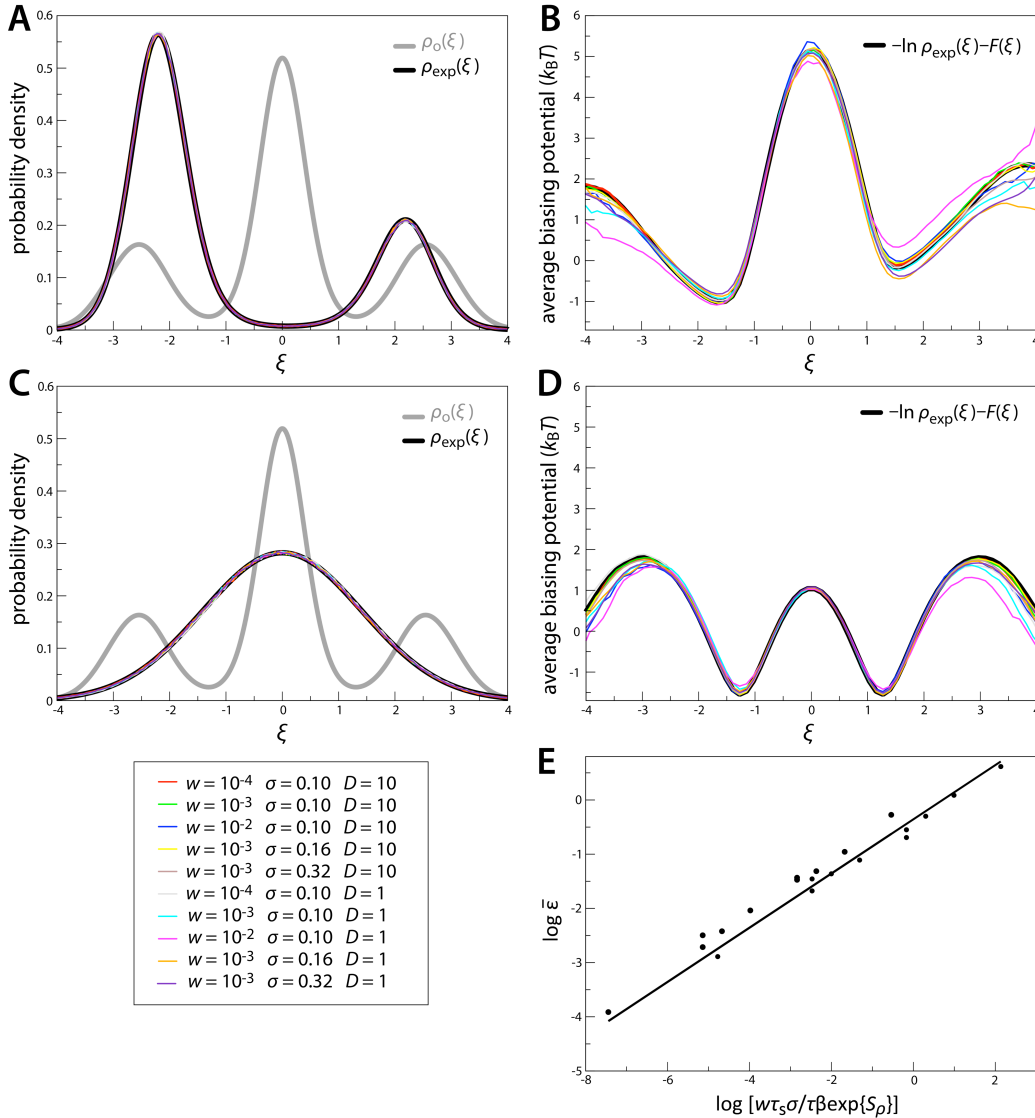 A
0.6
0.5
0.4
0.3
0.2
0.1
0
probability density
ρo(ξ)
ρexp(ξ)
-4 -3 -2 -1 0 1 2 3 4
ξ
B
6
5
4
3
2
1
0
-1
average biasing potential (kBT)
−ln ρexp(ξ)−F(ξ)
-4 -3 -2 -1 0 1 2 3 4
ξ
C
0.6
0.5
0.4
0.3
0.2
0.1
0
probability density
ρo(ξ)
ρexp(ξ)
-4 -3 -2 -1 0 1 2 3 4
ξ
D
6
5
4
3
2
1
0
-1
average biasing potential (kBT)
−ln ρexp(ξ)−F(ξ)
-4 -3 -2 -1 0 1 2 3 4
ξ
w = 10-4 σ = 0.10 D = 10
w = 10-3 σ = 0.10 D = 10
w = 10-2 σ = 0.10 D = 10
w = 10-3 σ = 0.16 D = 10
w = 10-3 σ = 0.32 D = 10
w = 10-4 σ = 0.10 D = 1
w = 10-3 σ = 0.10 D = 1
w = 10-2 σ = 0.10 D = 1
w = 10-3 σ = 0.16 D = 1
w = 10-3 σ = 0.32 D = 1
E
0
-1
-2
-3
-4
-5
log ε̄
-8 -6 -4 -2 0 2
log [wτsσ/τβexp{Sρ}]